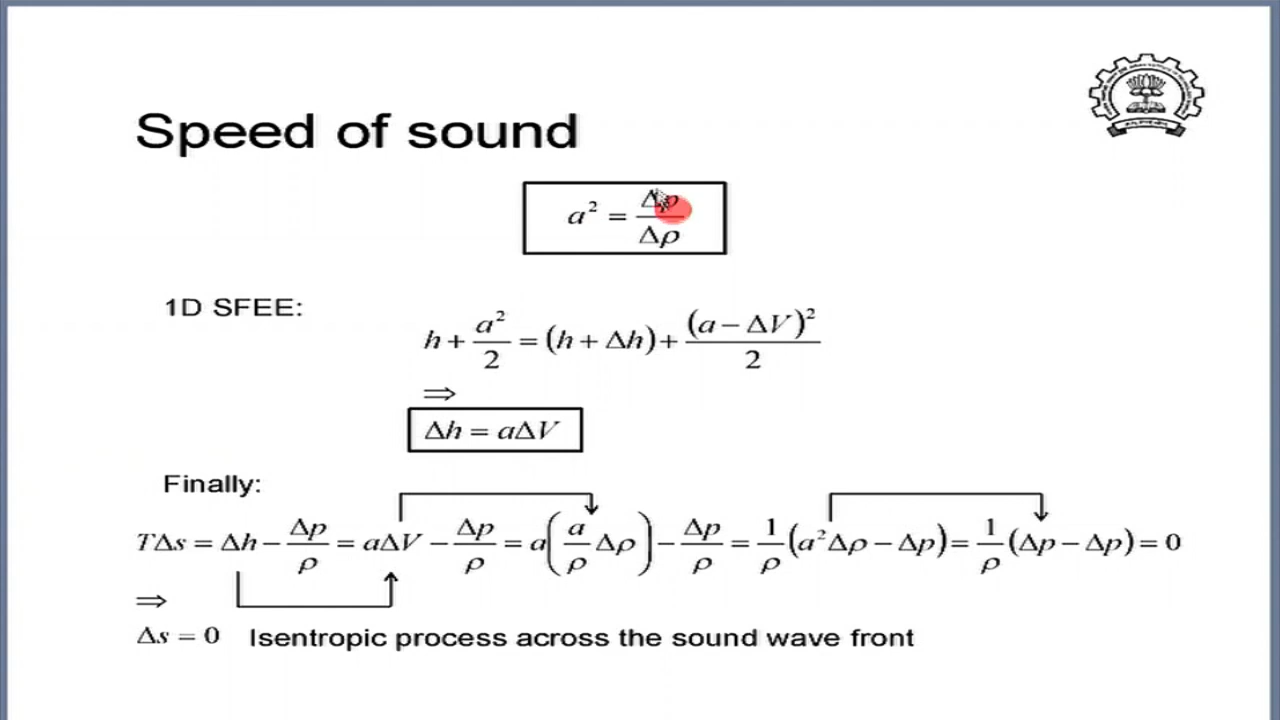 Speed of sound
a² = Δp/Δρ
1D SFEE:
h + a²/2 = (h + Δh) + (a − ΔV)²/2
⇒
Δh = aΔV
Finally:
TΔs = Δh − Δp/ρ = aΔV − Δp/ρ = a(a/ρ Δρ) − Δp/ρ = 1/ρ (a²Δρ − Δp) = 1/ρ (Δp − Δp) = 0
⇒
Δs = 0 Isentropic process across the sound wave front